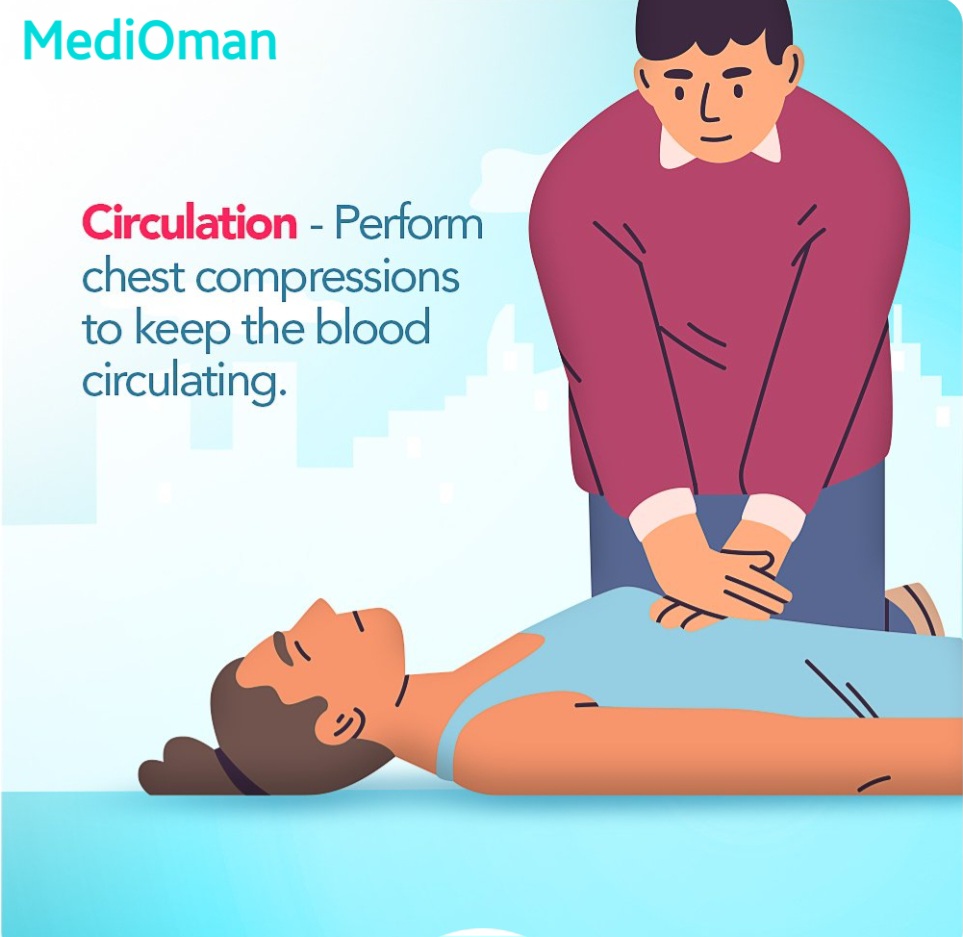 MediOman
Circulation - Perform
chest compressions
to keep the blood
circulating.